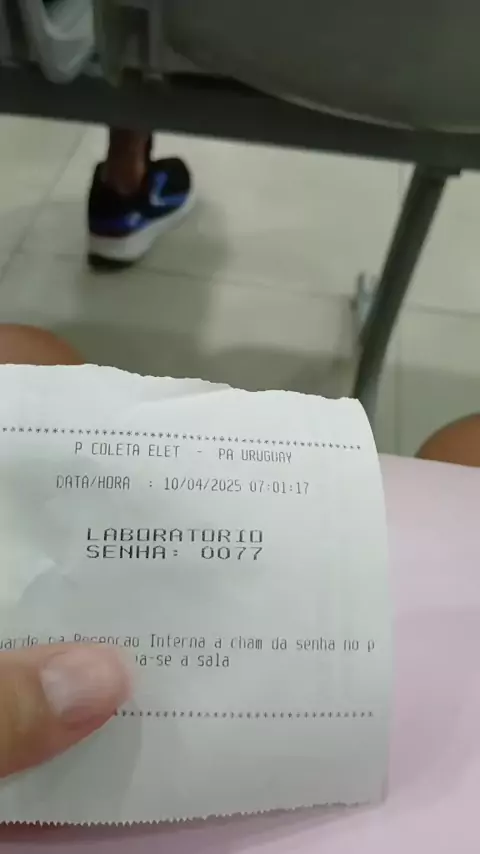 P COLETA ELET - PA URUGUAY
DATA/HORA : 10/04/2025 07:01:17
LABORATORIO
SENHA: 0077
Recepcao Interna a cham da senha no p
a sala